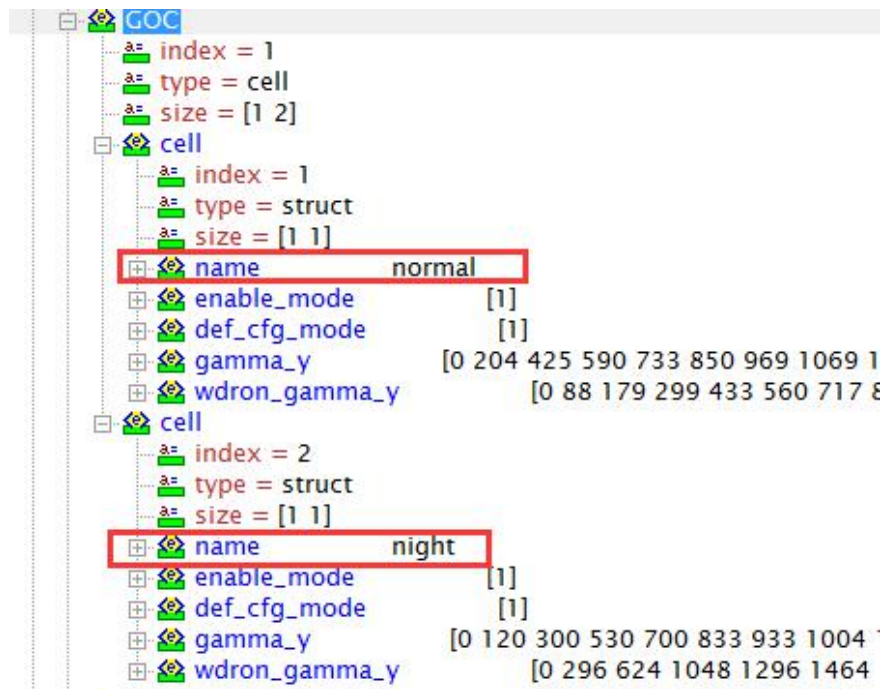 GOC
index = 1
type = cell
size = [1 2]
cell
index = 1
type = struct
size = [1 1]
name normal
enable_mode [1]
def_cfg_mode [1]
gamma_y [0 204 425 590 733 850 969 1069 1
wdron_gamma_y [0 88 179 299 433 560 717 8
cell
index = 2
type = struct
size = [1 1]
name night
enable_mode [1]
def_cfg_mode [1]
gamma_y [0 120 300 530 700 833 933 1004 1
wdron_gamma_y [0 296 624 1048 1296 1464